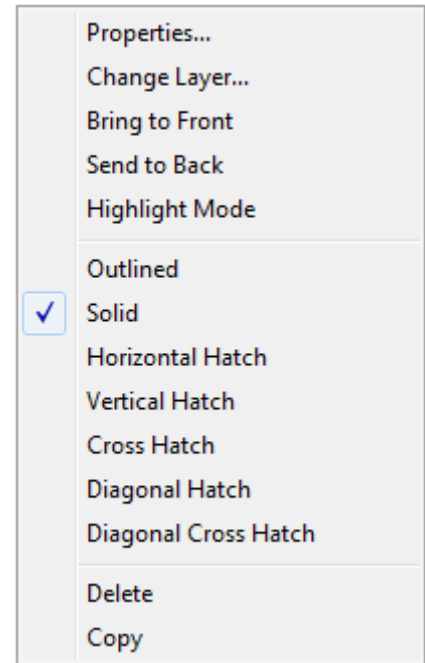 Properties...
Change Layer...
Bring to Front
Send to Back
Highlight Mode
Outlined
Solid
Horizontal Hatch
Vertical Hatch
Cross Hatch
Diagonal Hatch
Diagonal Cross Hatch
Delete
Copy